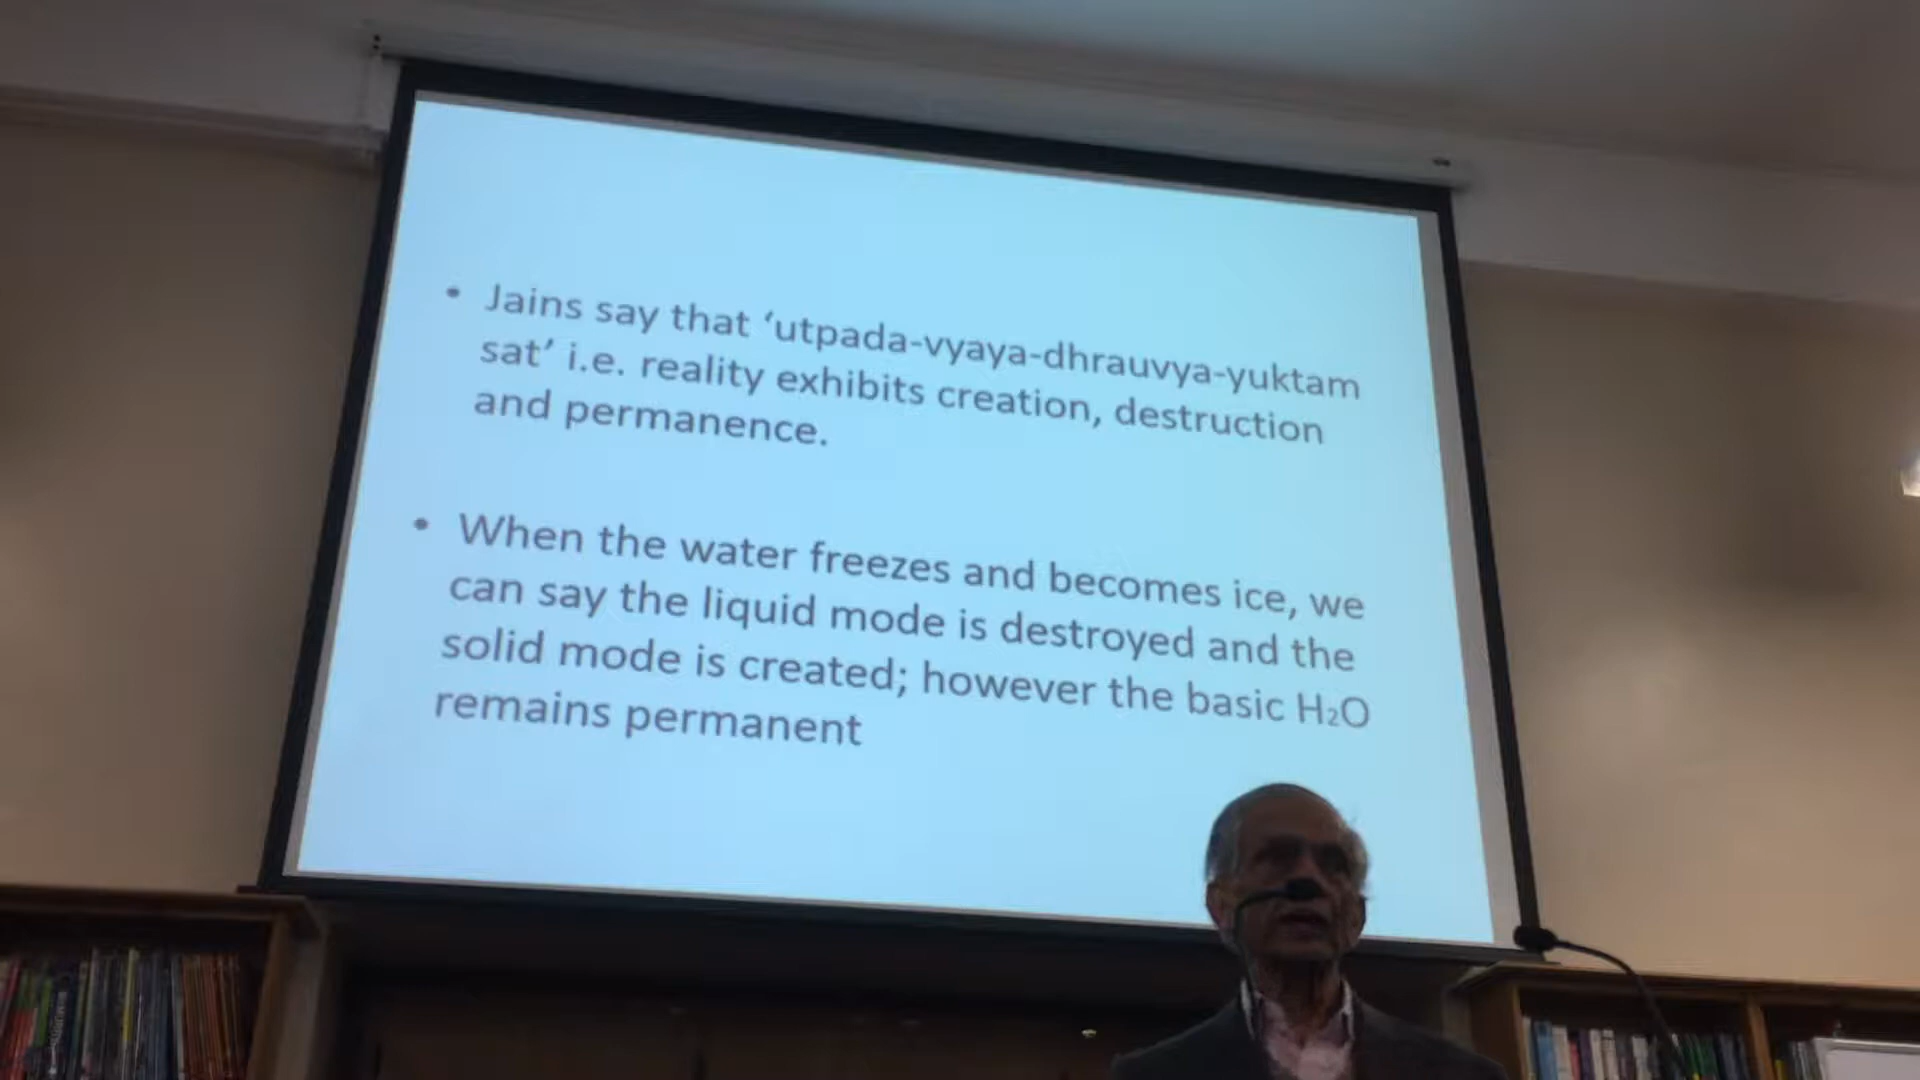 • Jains say that ‘utpada-vyaya-dhrauvya-yuktam
sat’ i.e. reality exhibits creation, destruction
and permanence.
• When the water freezes and becomes ice, we
can say the liquid mode is destroyed and the
solid mode is created; however the basic H₂O
remains permanent